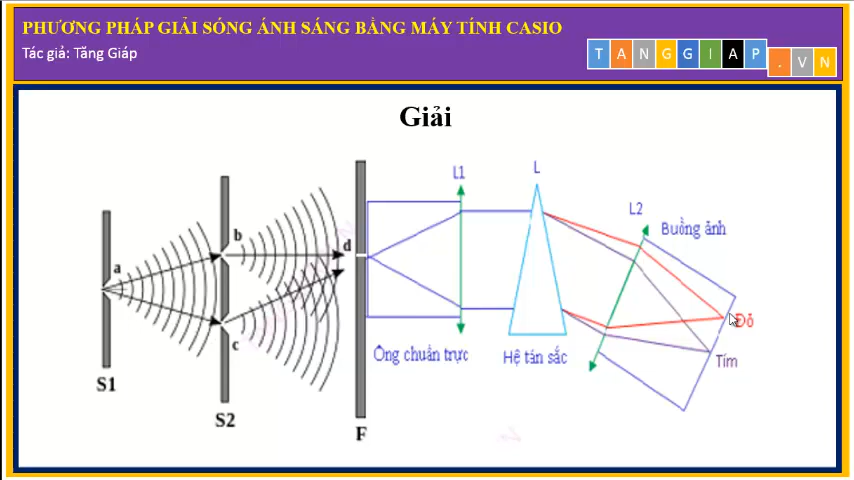 PHƯƠNG PHÁP GIẢI SÓNG ÁNH SÁNG BẰNG MÁY TÍNH CASIO
Tác giả: Tăng Giáp
TANGGIAP.VN
Giải
L1
L
L2
Buồng ảnh
a
b
d
c
Đỏ
Tím
Ông chuẩn trực
Hệ tán sắc
S1
S2
F